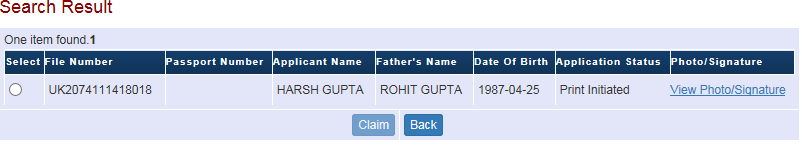 Search Result
One item found.1
Select File Number Passport Number Applicant Name Father's Name Date Of Birth Application Status Photo/Signature
UK2074111418018 HARSH GUPTA ROHIT GUPTA 1987-04-25 Print Initiated View Photo/Signature
Claim Back